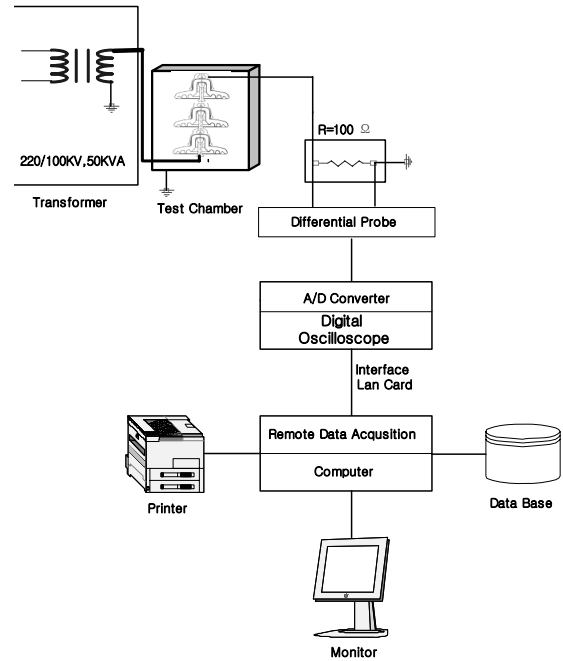 R=100 Ω
220/100KV,50KVA
Transformer
Test Chamber
Differential Probe
A/D Converter
Digital
Oscilloscope
Interface
Lan Card
Remote Data Acqusition
Computer
Printer
Data Base
Monitor